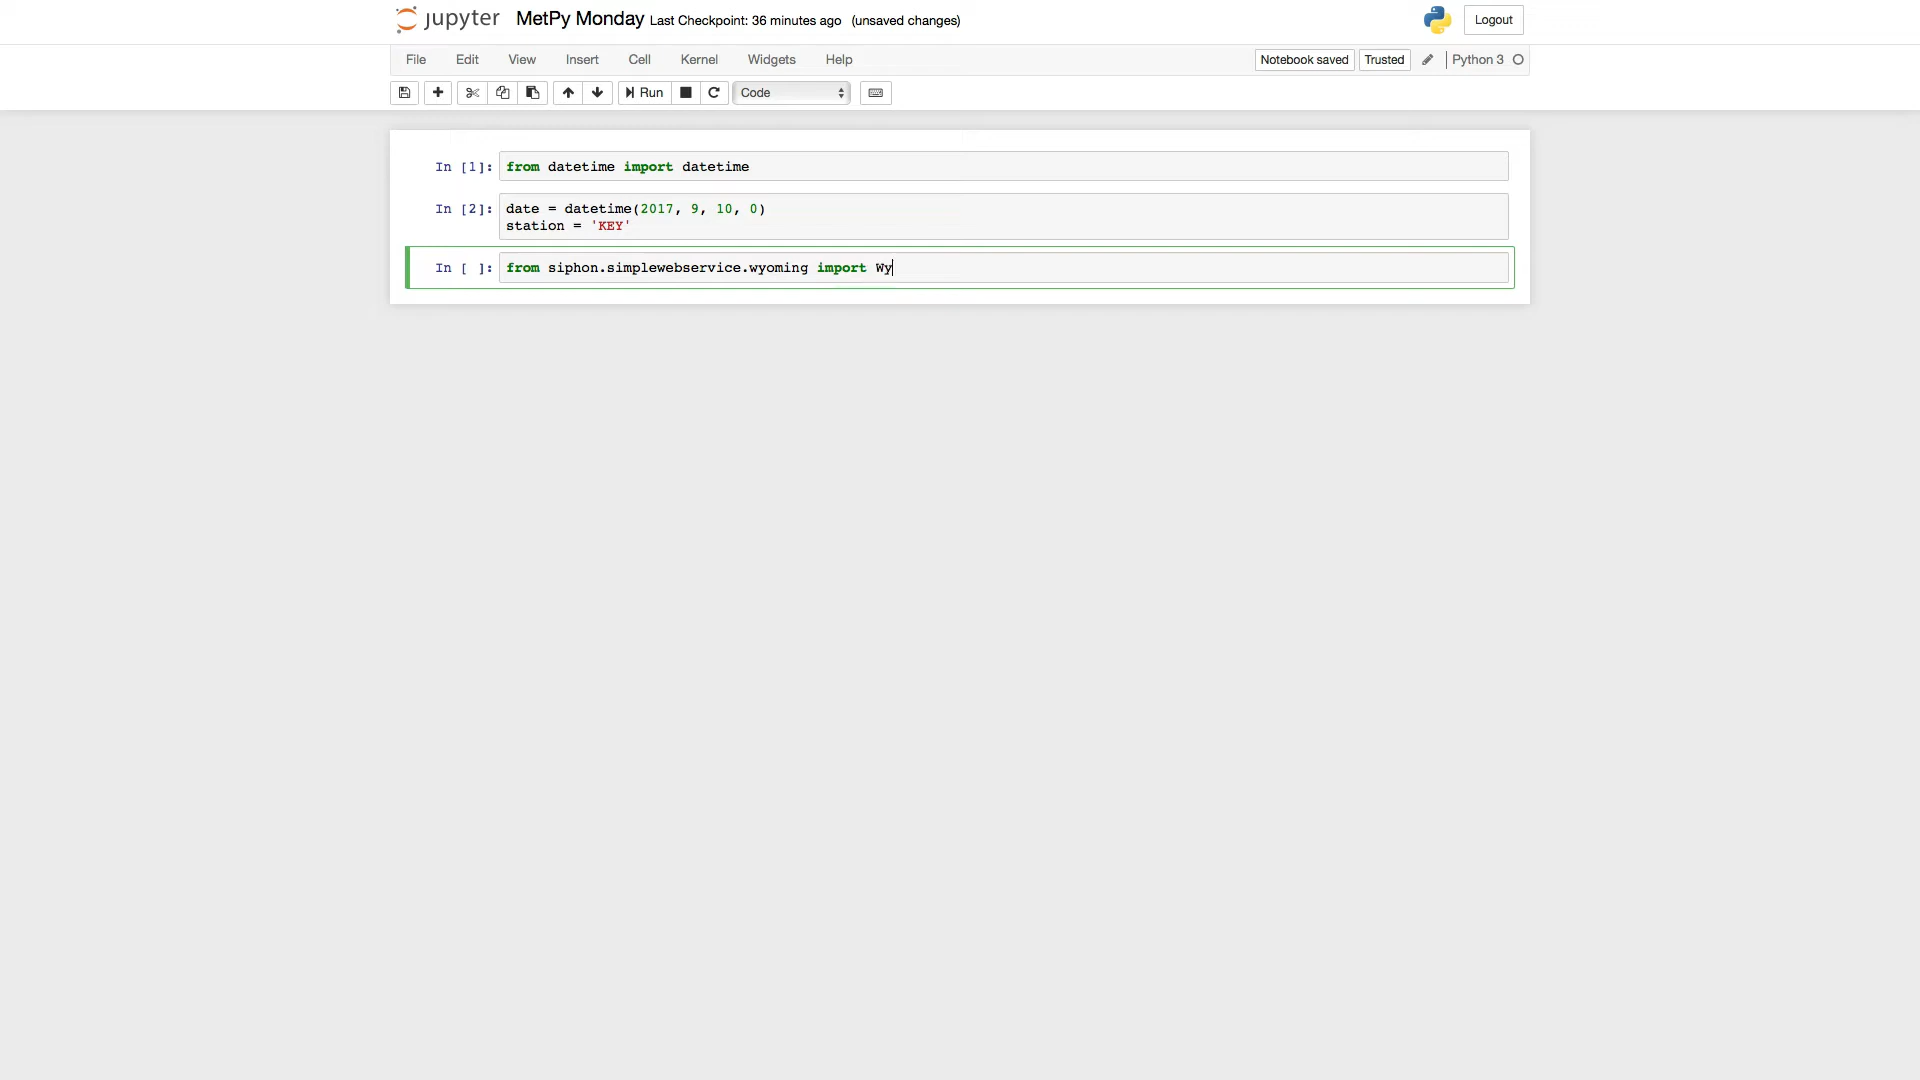 jupyter MetPy Monday Last Checkpoint: 36 minutes ago (unsaved changes) Logout
File Edit View Insert Cell Kernel Widgets Help Notebook saved Trusted Python 3
Run Code
In [1]: from datetime import datetime
In [2]: date = datetime(2017, 9, 10, 0)
station = 'KEY'
In [ ]: from siphon.simplewebservice.wyoming import Wy